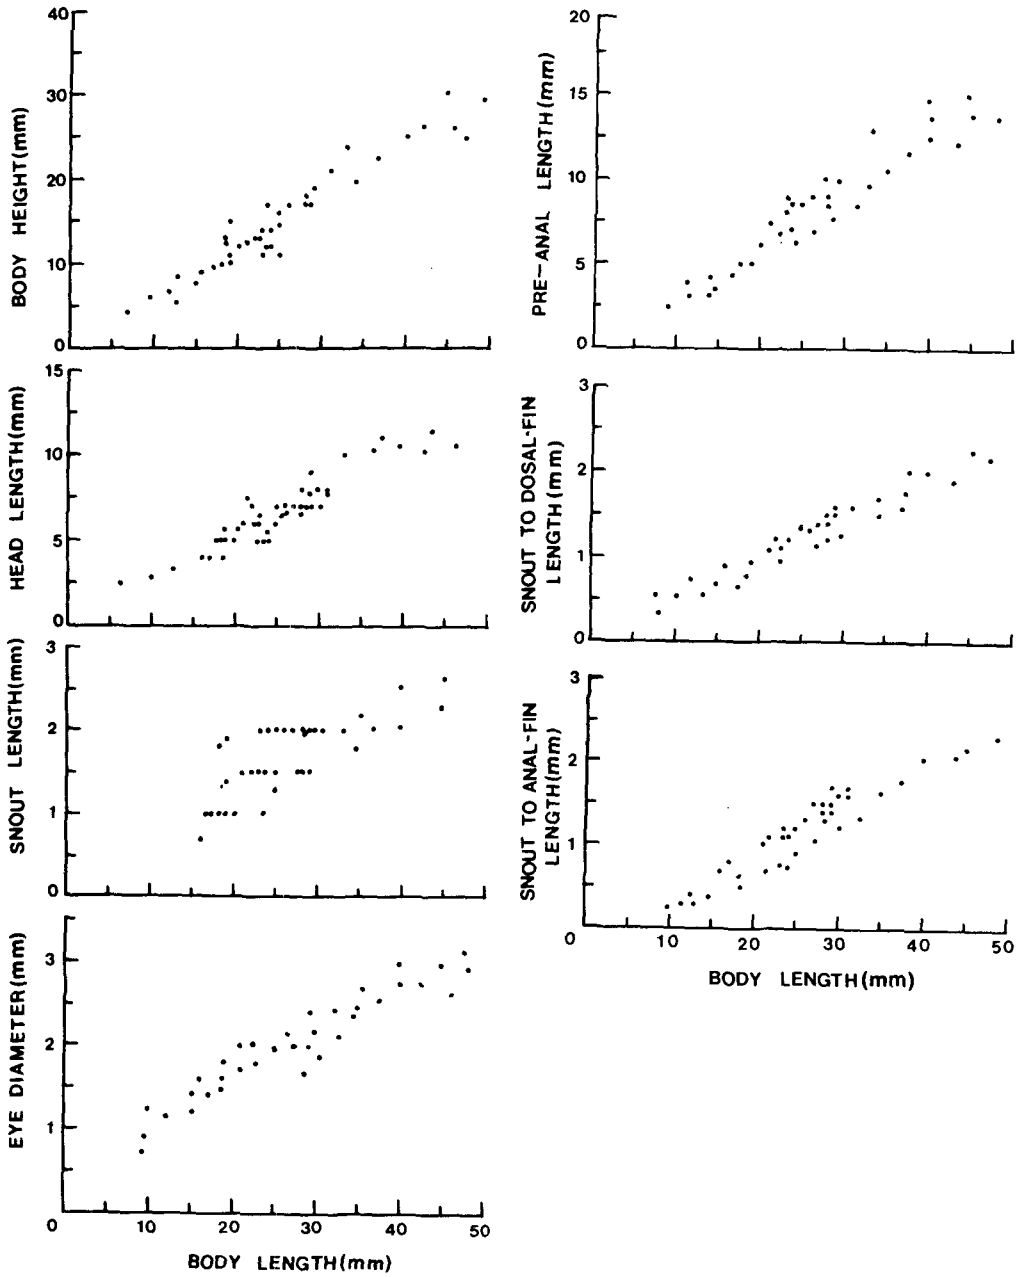 40
30
20
10
0
BODY HEIGHT(mm)
20
15
10
5
0
PRE-ANAL LENGTH(mm)
15
10
5
0
HEAD LENGTH(mm)
3
2
1
0
SNOUT TO DOSAL-FIN
LENGTH(mm)
3
2
1
0
SNOUT LENGTH(mm)
3
2
1
0 10 20 30 40 50
SNOUT TO ANAL-FIN
LENGTH(mm)
BODY LENGTH(mm)
3
2
1
0 10 20 30 40 50
EYE DIAMETER(mm)
BODY LENGTH(mm)